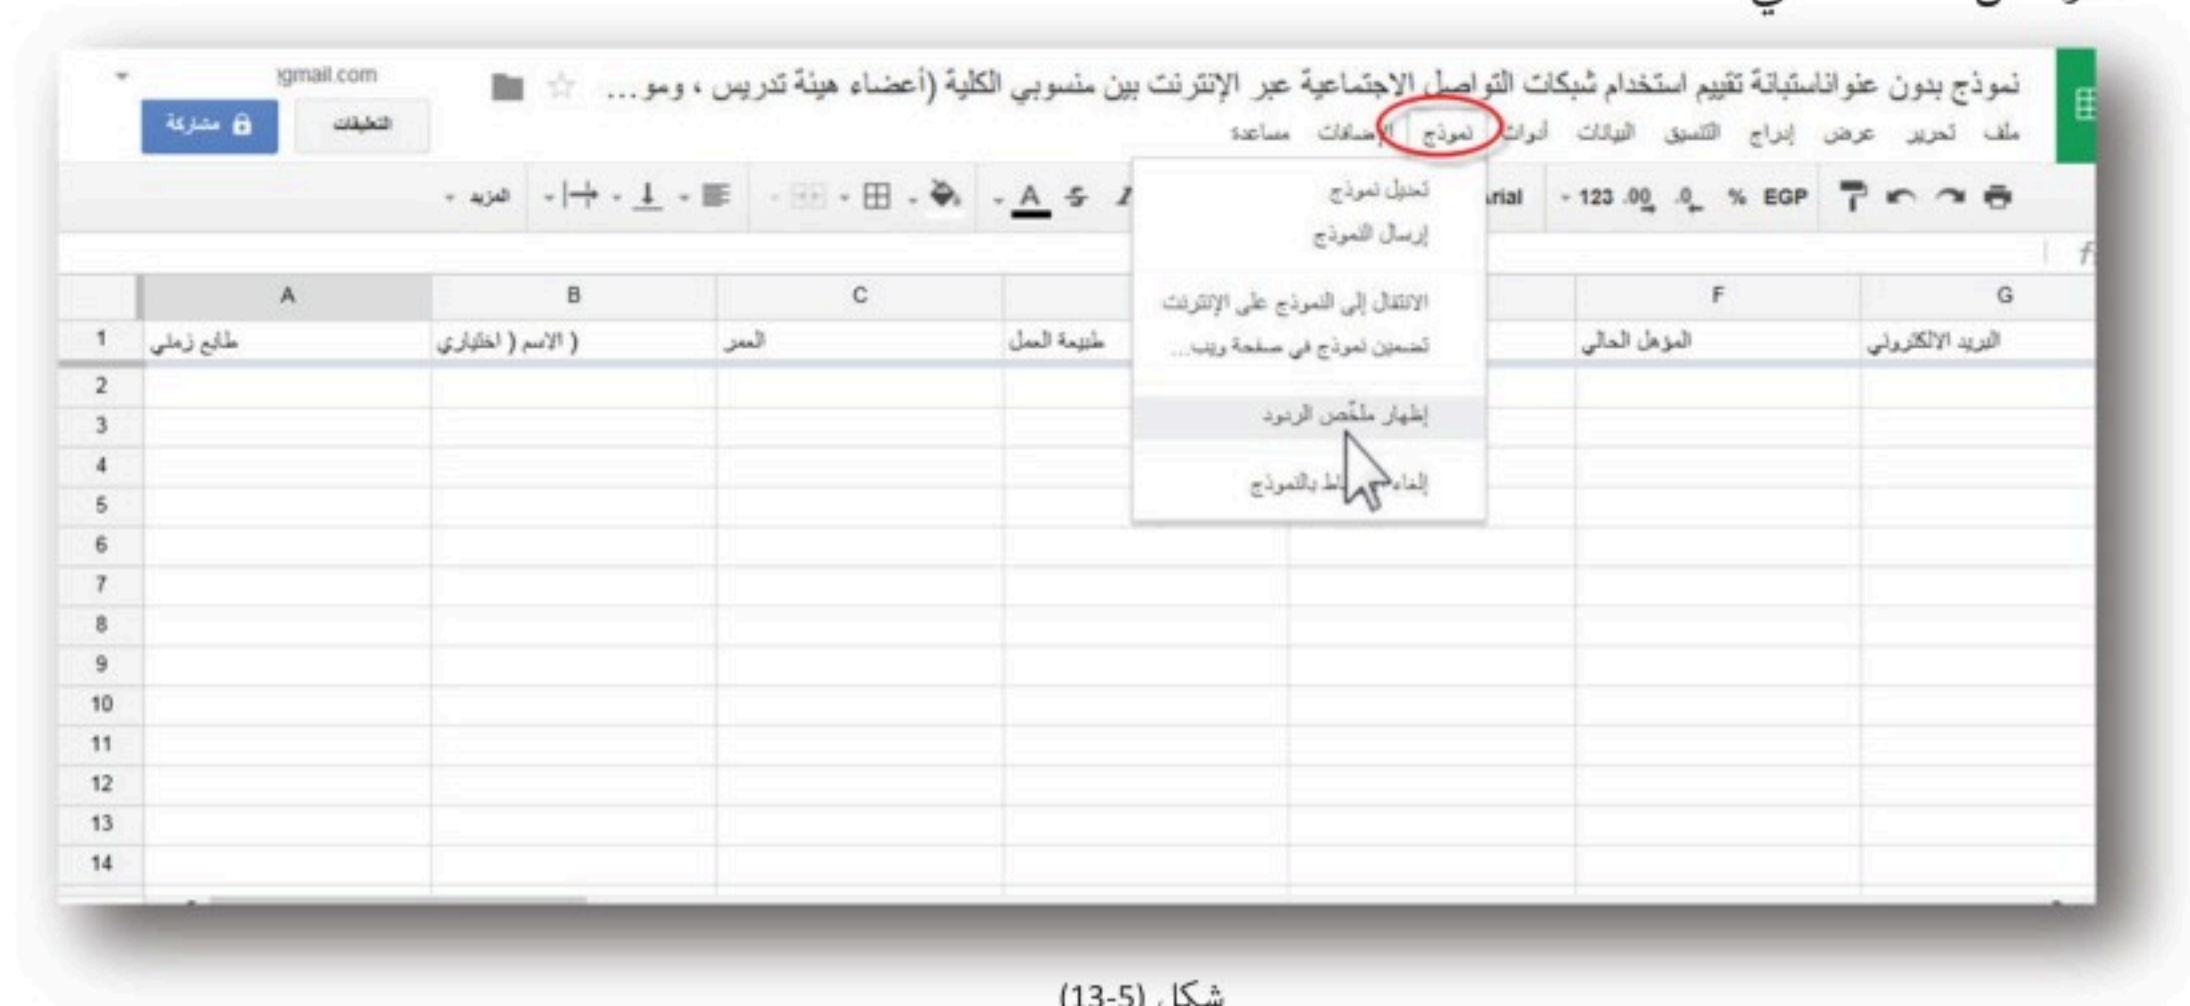 نموذج بدون عنواناستبانة تقييم استخدام شبكات التواصل الاجتماعية عبر الإنترنت بين منسوبي الكلية (أعضاء هيئة تدريس ، ومو...
gmail.com
ملف تحرير عرض إدراج التنسيق البيانات أدوات نموذج الإضافات مساعدة
التعليقات
مشاركة
EGP % .0 .00 123 rial A S I المزيد
تعديل نموذج
إرسال النموذج
الانتقال إلى النموذج على الإنترنت
تضمين نموذج في صفحة ويب...
إظهار ملخّص الردود
إلغاء بالنموذج
A B C F G
1 طابع زمني ( الاسم ( اختياري العمر طبيعة العمل المؤهل الحالي البريد الالكتروني
2
3
4
5
6
7
8
9
10
11
12
13
14
شكل (5-13)